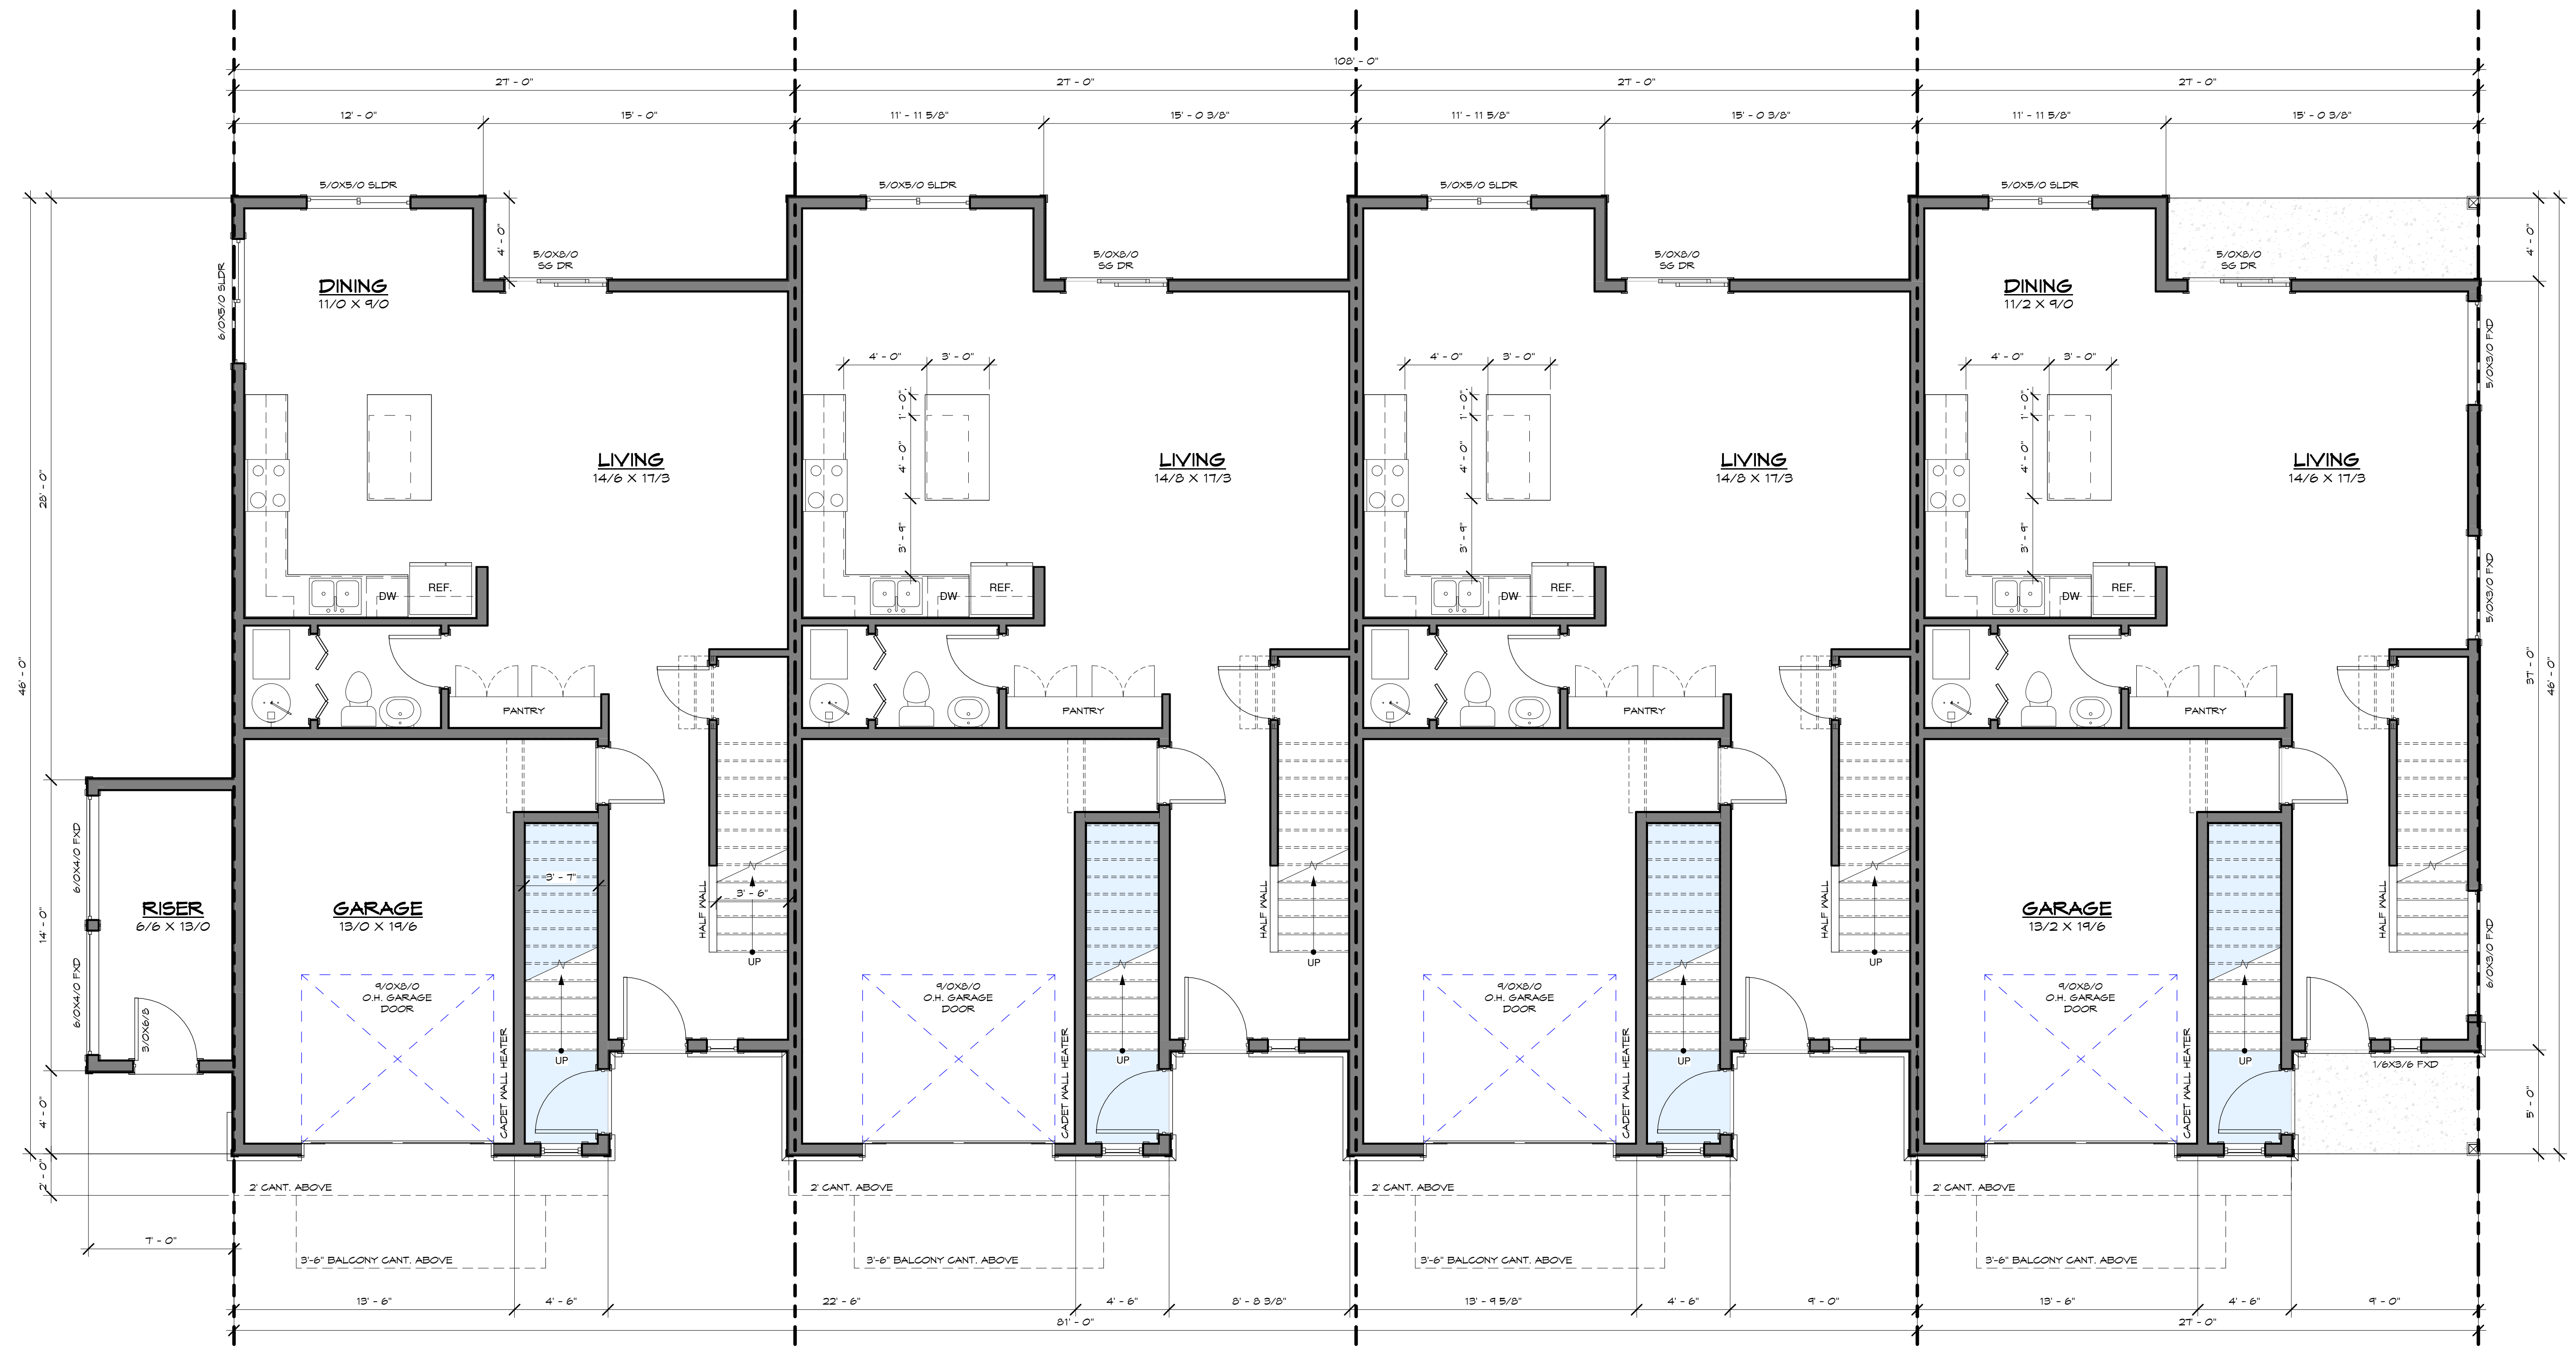 108' - 0"
27' - 0"
27' - 0"
27' - 0"
27' - 0"
12' - 0"
15' - 0"
11' - 11 5/8"
15' - 0 3/8"
11' - 11 5/8"
15' - 0 3/8"
11' - 11 5/8"
15' - 0 3/8"
5/0X5/0 SLDR
5/0X5/0 SLDR
5/0X5/0 SLDR
5/0X5/0 SLDR
4' - 0"
4' - 0"
5/0X8/0
SG DR
5/0X8/0
SG DR
5/0X8/0
SG DR
5/0X8/0
SG DR
6/0X5/0 SLDR
DINING
11/0 X 9/0
DINING
11/2 X 9/0
5/0X3/0 FXD
4' - 0"
3' - 0"
4' - 0"
3' - 0"
4' - 0"
3' - 0"
1' - 0"
1' - 0"
1' - 0"
4' - 0"
4' - 0"
4' - 0"
LIVING
14/6 X 17/3
LIVING
14/8 X 17/3
LIVING
14/8 X 17/3
LIVING
14/6 X 17/3
28' - 0"
3' - 9"
3' - 9"
3' - 9"
5/0X3/0 FXD
DW
REF.
DW
REF.
DW
REF.
DW
REF.
46' - 0"
37' - 0"
46' - 0"
PANTRY
PANTRY
PANTRY
PANTRY
6/0X4/0 FXD
3' - 7"
3' - 6"
HALF WALL
HALF WALL
HALF WALL
HALF WALL
14' - 0"
RISER
6/6 X 13/0
GARAGE
13/0 X 19/6
GARAGE
13/2 X 19/6
UP
UP
UP
UP
6/0X3/0 FXD
6/0X4/0 FXD
3/0X6/8
9/0X8/0
O.H. GARAGE
DOOR
9/0X8/0
O.H. GARAGE
DOOR
9/0X8/0
O.H. GARAGE
DOOR
9/0X8/0
O.H. GARAGE
DOOR
CADET WALL HEATER
CADET WALL HEATER
CADET WALL HEATER
CADET WALL HEATER
UP
UP
UP
UP
1/6X3/6 FXD
4' - 0"
5' - 0"
2' - 0"
2' CANT. ABOVE
2' CANT. ABOVE
2' CANT. ABOVE
2' CANT. ABOVE
7' - 0"
3'-6" BALCONY CANT. ABOVE
3'-6" BALCONY CANT. ABOVE
3'-6" BALCONY CANT. ABOVE
3'-6" BALCONY CANT. ABOVE
13' - 6"
4' - 6"
22' - 6"
4' - 6"
8' - 8 3/8"
13' - 9 5/8"
4' - 6"
9' - 0"
13' - 6"
4' - 6"
9' - 0"
81' - 0"
27' - 0"